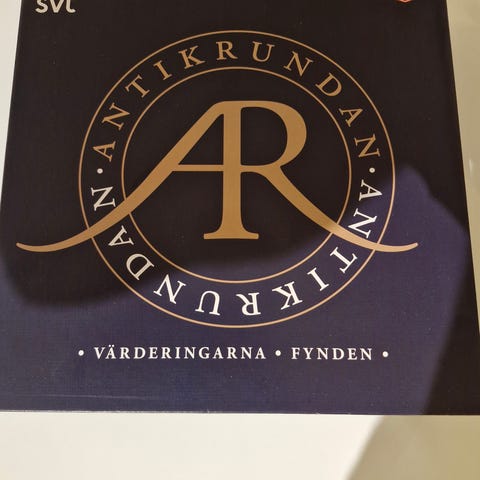 svt
ANTIKRUNDAN · ANTIKRUNDAN ·
AR
• VÄRDERINGARNA • FYNDEN •